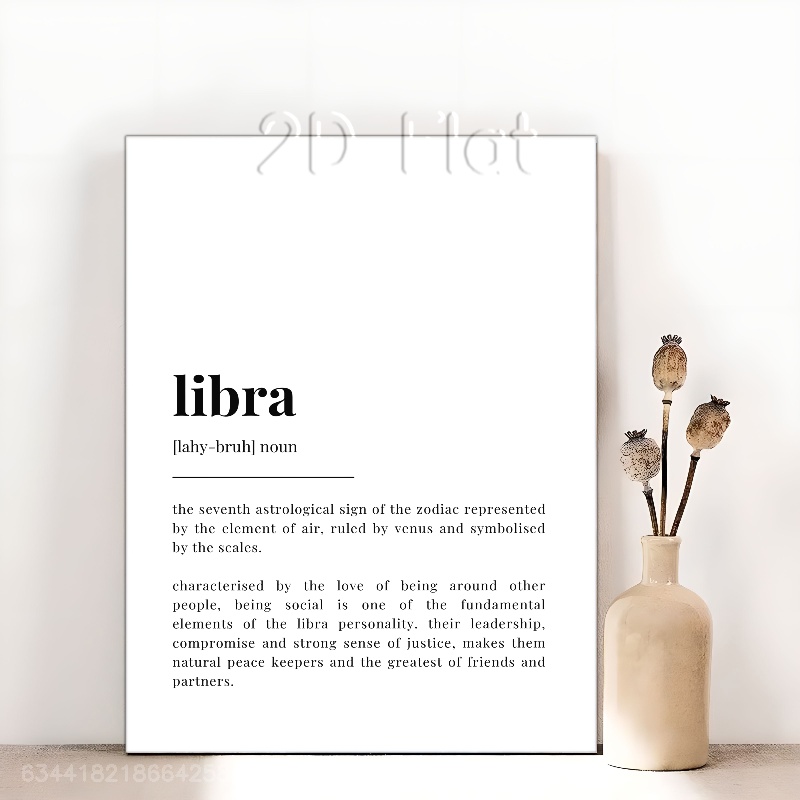 2D Flat
libra
[lahy-bruh] noun
the seventh astrological sign of the zodiac represented
by the element of air, ruled by venus and symbolised
by the scales.
characterised by the love of being around other
people, being social is one of the fundamental
elements of the libra personality. their leadership,
compromise and strong sense of justice, makes them
natural peace keepers and the greatest of friends and
partners.